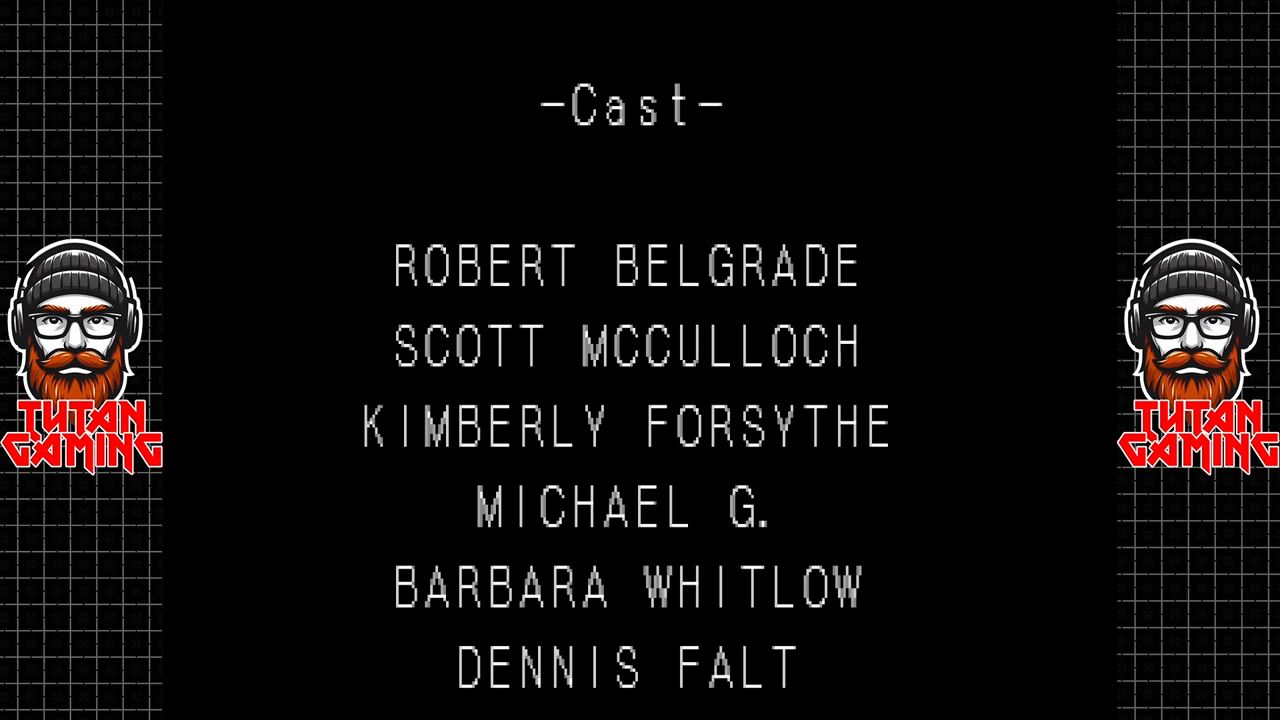 -Cast-
ROBERT BELGRADE
SCOTT MCCULLOCH
KIMBERLY FORSYTHE
MICHAEL G.
BARBARA WHITLOW
DENNIS FALT
TUTAN
GAMING
TUTAN
GAMING